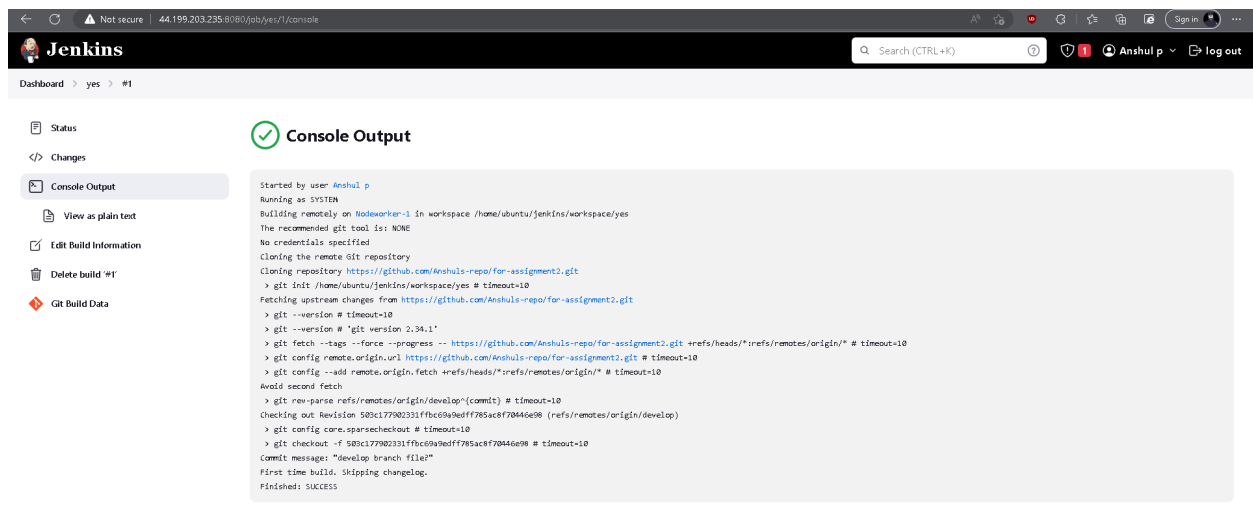 Not secure | 44.199.203.235:8080/job/yes/1/console
Sign in
Jenkins
Search (CTRL+K)
1
Anshul p
log out
Dashboard > yes > #1
Status
Changes
Console Output
View as plain text
Edit Build Information
Delete build '#1'
Git Build Data
Console Output
Started by user Anshul p
Running as SYSTEM
Building remotely on Nodeworker-1 in workspace /home/ubuntu/jenkins/workspace/yes
The recommended git tool is: NONE
No credentials specified
Cloning the remote Git repository
Cloning repository https://github.com/Anshuls-repo/for-assignment2.git
> git init /home/ubuntu/jenkins/workspace/yes # timeout=10
Fetching upstream changes from https://github.com/Anshuls-repo/for-assignment2.git
> git --version # timeout=10
> git --version # 'git version 2.34.1'
> git fetch --tags --force --progress -- https://github.com/Anshuls-repo/for-assignment2.git +refs/heads/*:refs/remotes/origin/* # timeout=10
> git config remote.origin.url https://github.com/Anshuls-repo/for-assignment2.git # timeout=10
> git config --add remote.origin.fetch +refs/heads/*:refs/remotes/origin/* # timeout=10
Avoid second fetch
> git rev-parse refs/remotes/origin/develop^{commit} # timeout=10
Checking out Revision 503c177902331ffbc69a9edff785ac8f70446e98 (refs/remotes/origin/develop)
> git config core.sparsecheckout # timeout=10
> git checkout -f 503c177902331ffbc69a9edff785ac8f70446e98 # timeout=10
Commit message: "develop branch file?"
First time build. Skipping changelog.
Finished: SUCCESS